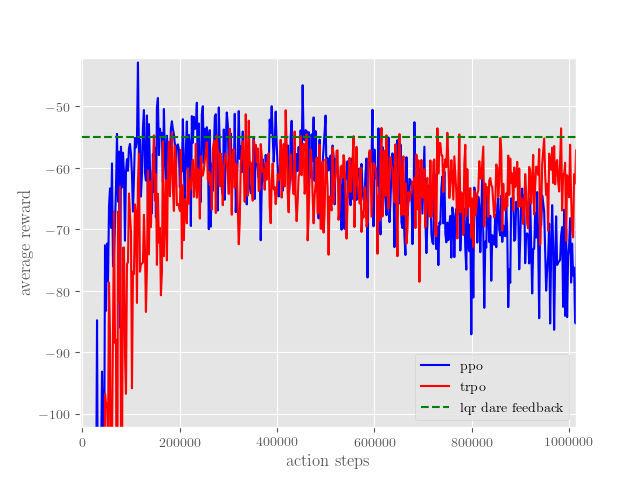 −50
−60
−70
−80
−90
−100
average reward
ppo
trpo
lqr dare feedback
0 200000 400000 600000 800000 1000000
action steps